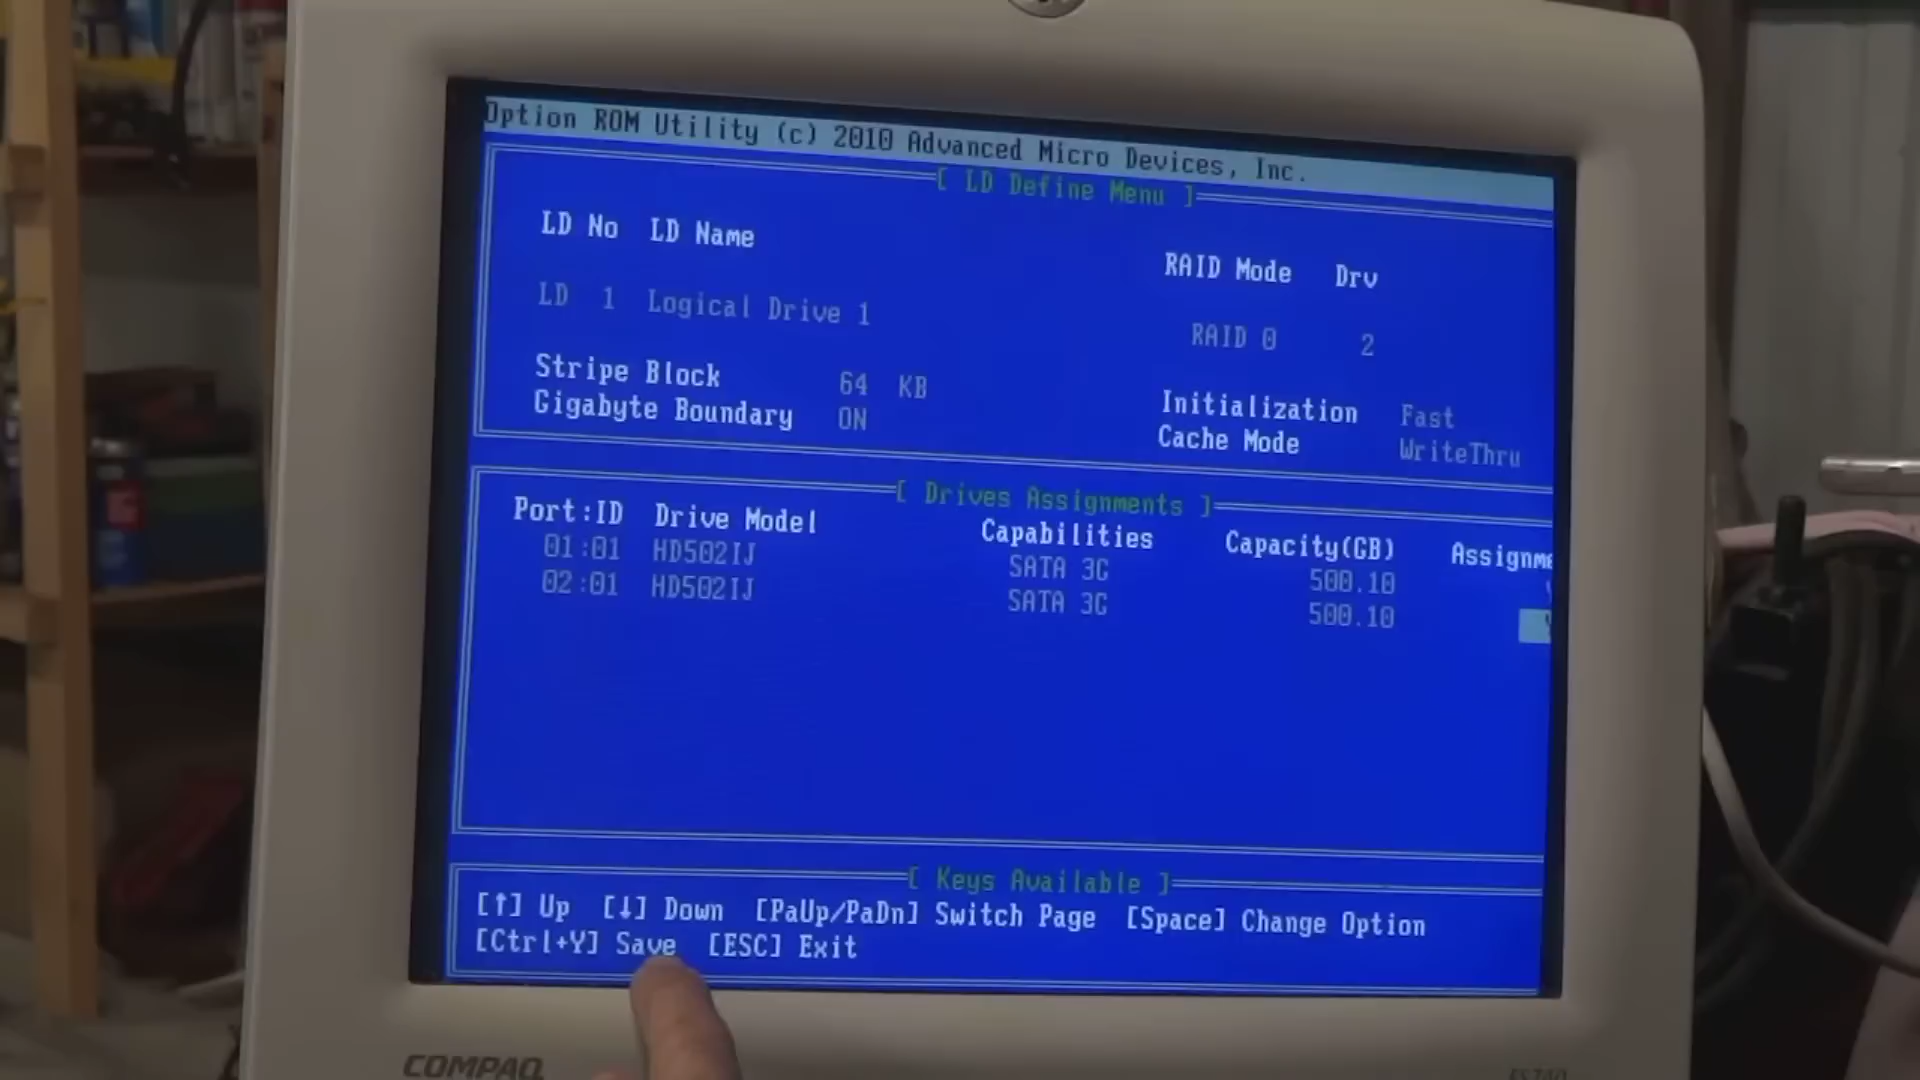 Option ROM Utility (c) 2010 Advanced Micro Devices, Inc.
[ LD Define Menu ]
LD No LD Name RAID Mode Drv
LD 1 Logical Drive 1 RAID 0 2
Stripe Block 64 KB Initialization Fast
Gigabyte Boundary ON Cache Mode WriteThru
[ Drives Assignments ]
Port:ID Drive Model Capabilities Capacity(GB) Assignme
01:01 HD502IJ SATA 3G 500.10
02:01 HD502IJ SATA 3G 500.10
[ Keys Available ]
[↑] Up [↓] Down [PaUp/PaDn] Switch Page [Space] Change Option
[Ctrl+Y] Save [ESC] Exit
COMPAQ